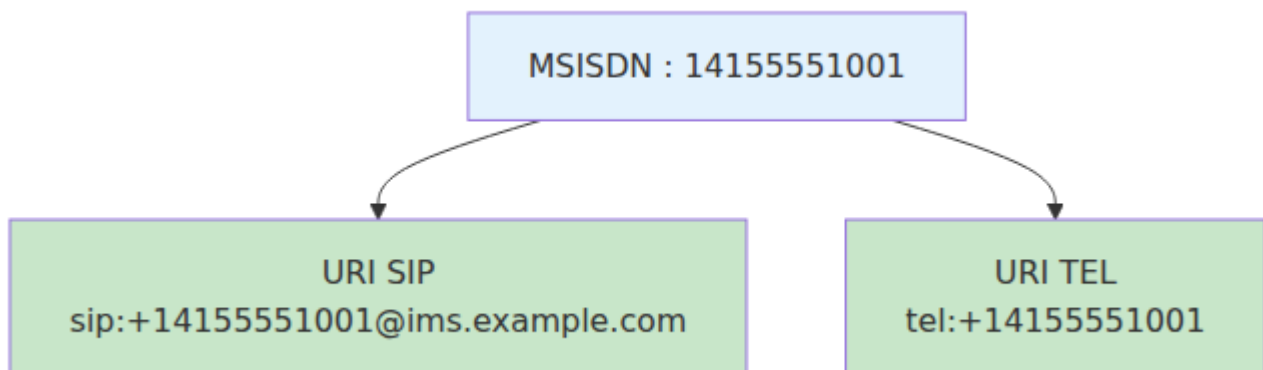 MSISDN : 14155551001
URI SIP
sip:+14155551001@ims.example.com
URI TEL
tel:+14155551001